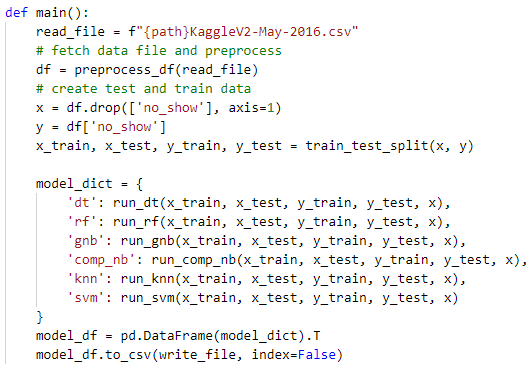 def main():
    read_file = f"{path}KaggleV2-May-2016.csv"
    # fetch data file and preprocess
    df = preprocess_df(read_file)
    # create test and train data
    x = df.drop(['no_show'], axis=1)
    y = df['no_show']
    x_train, x_test, y_train, y_test = train_test_split(x, y)

    model_dict = {
        'dt': run_dt(x_train, x_test, y_train, y_test, x),
        'rf': run_rf(x_train, x_test, y_train, y_test, x),
        'gnb': run_gnb(x_train, x_test, y_train, y_test, x),
        'comp_nb': run_comp_nb(x_train, x_test, y_train, y_test, x),
        'knn': run_knn(x_train, x_test, y_train, y_test, x),
        'svm': run_svm(x_train, x_test, y_train, y_test, x)
    }
    model_df = pd.DataFrame(model_dict).T
    model_df.to_csv(write_file, index=False)